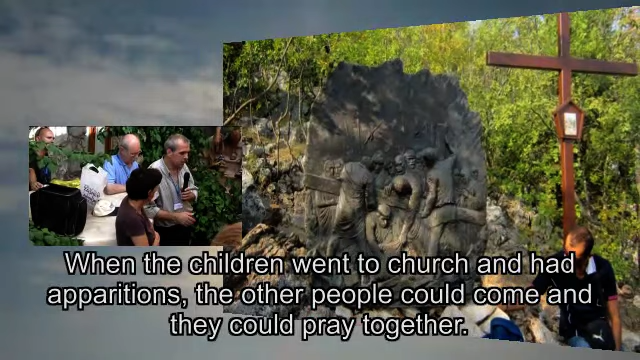 When the children went to church and had
apparitions, the other people could come and
they could pray together.